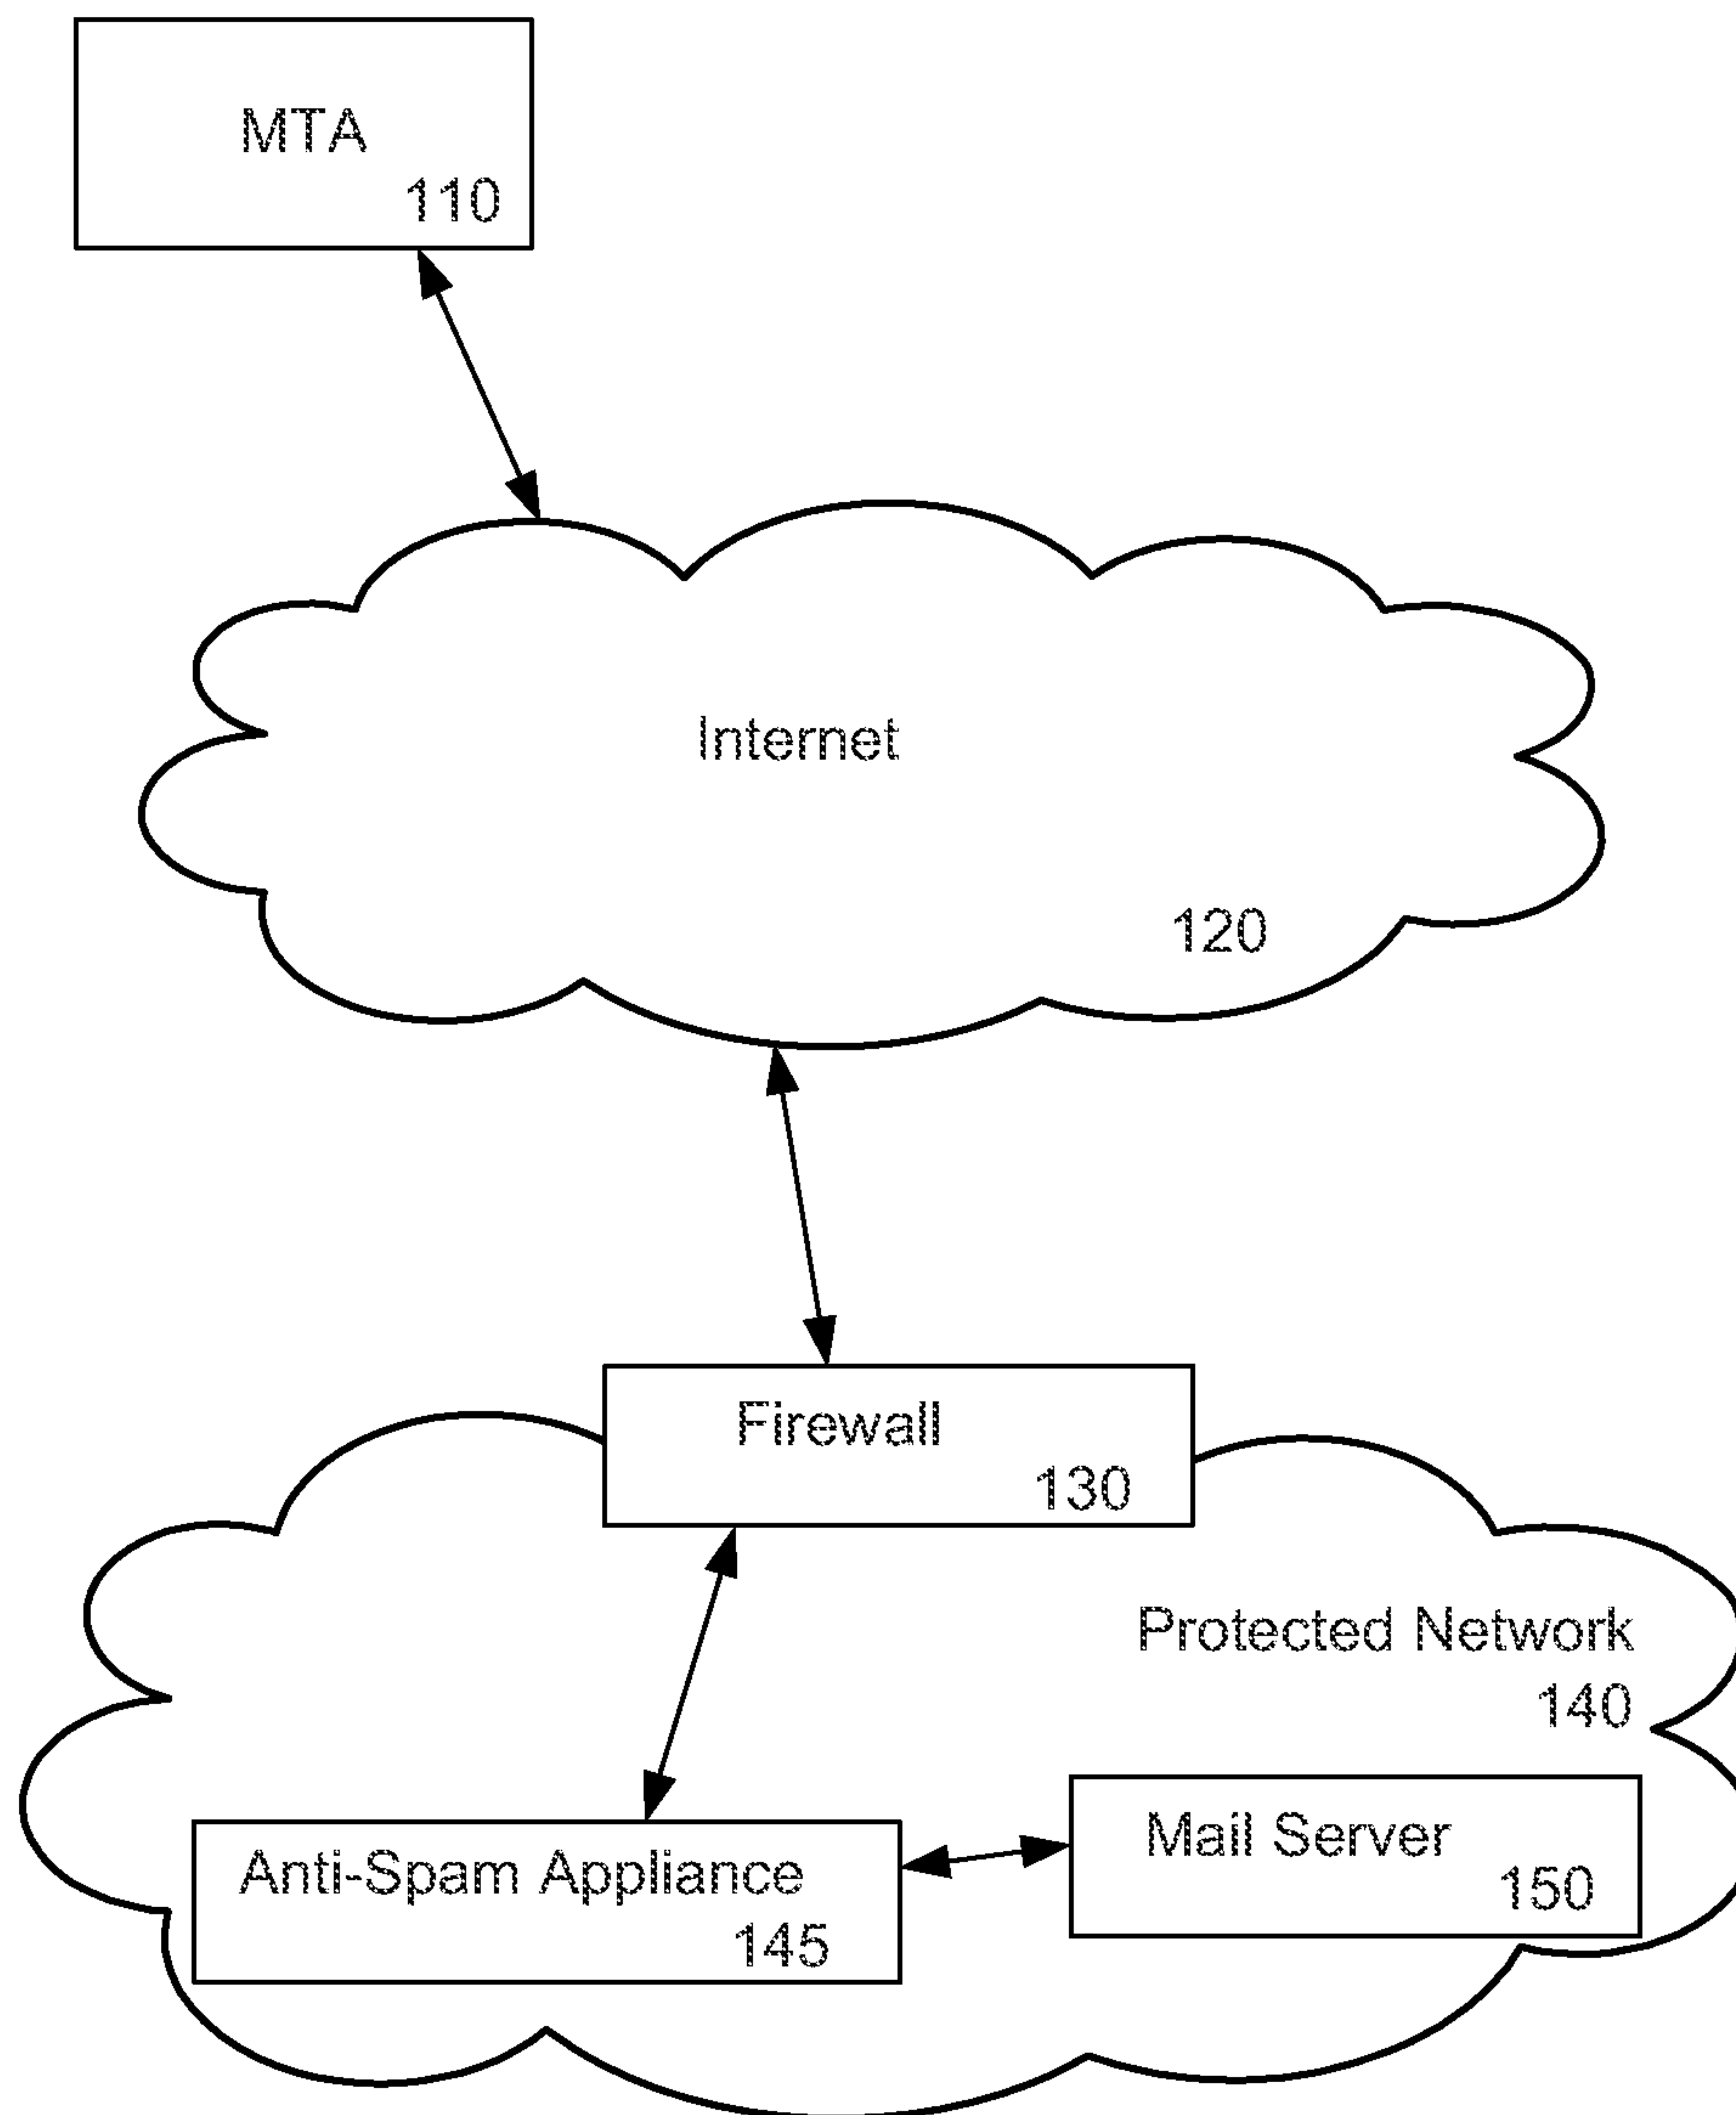 MTA
110
Internet
120
Firewall
130
Protected Network
140
Mail Server
150
Anti-Spam Appliance
145